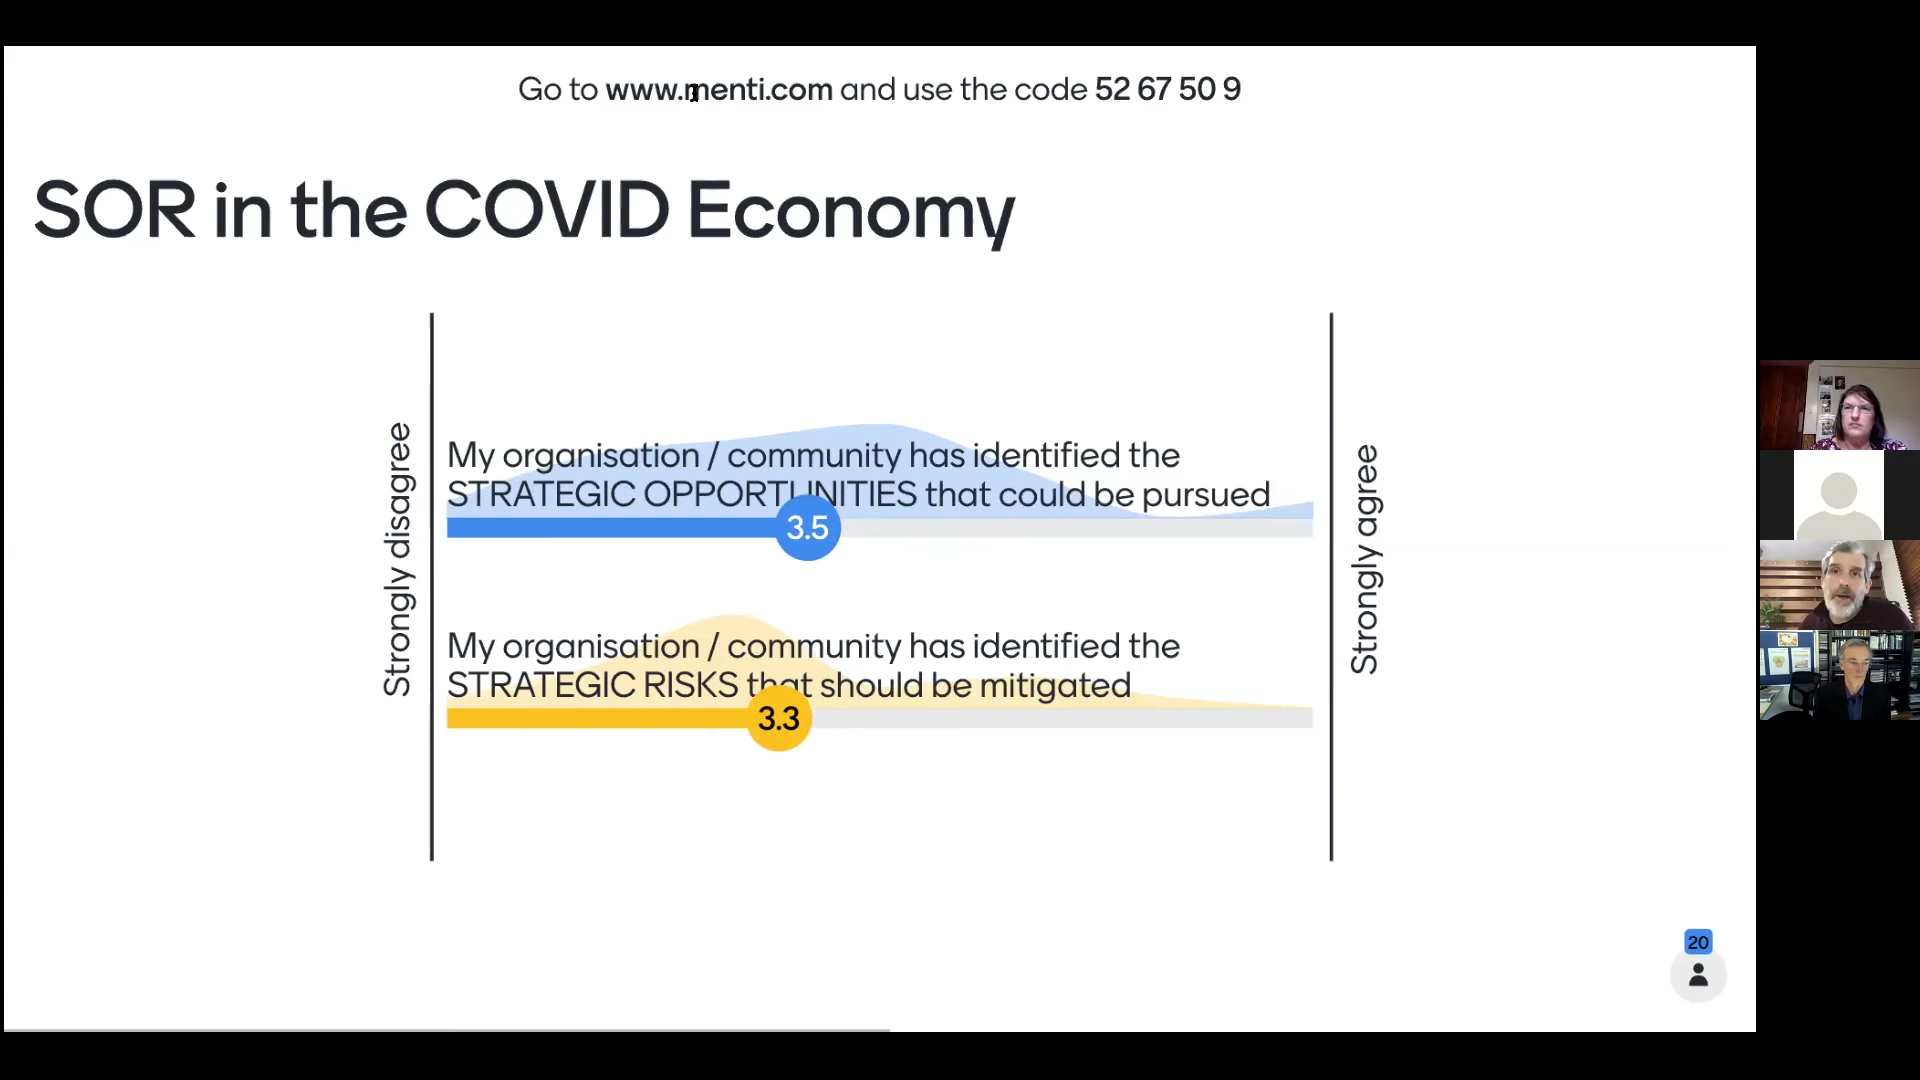 Go to www.menti.com and use the code 52 67 50 9
SOR in the COVID Economy
Strongly disagree
My organisation / community has identified the
STRATEGIC OPPORTUNITIES that could be pursued
3.5
My organisation / community has identified the
STRATEGIC RISKS that should be mitigated
3.3
Strongly agree
20